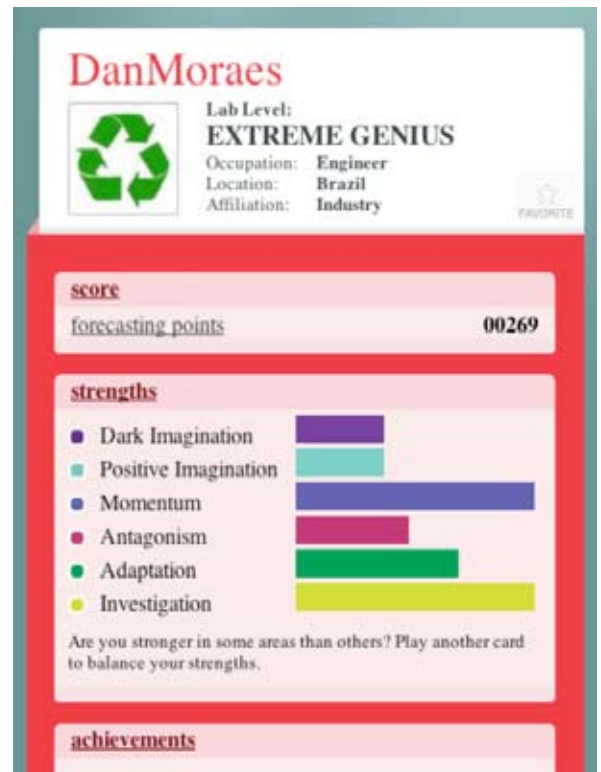 DanMoraes
Lab Level:
EXTREME GENIUS
Occupation: Engineer
Location: Brazil
Affiliation: Industry
FAVORITE
score
forecasting points 00269
strengths
Dark Imagination
Positive Imagination
Momentum
Antagonism
Adaptation
Investigation
Are you stronger in some areas than others? Play another card
to balance your strengths.
achievements